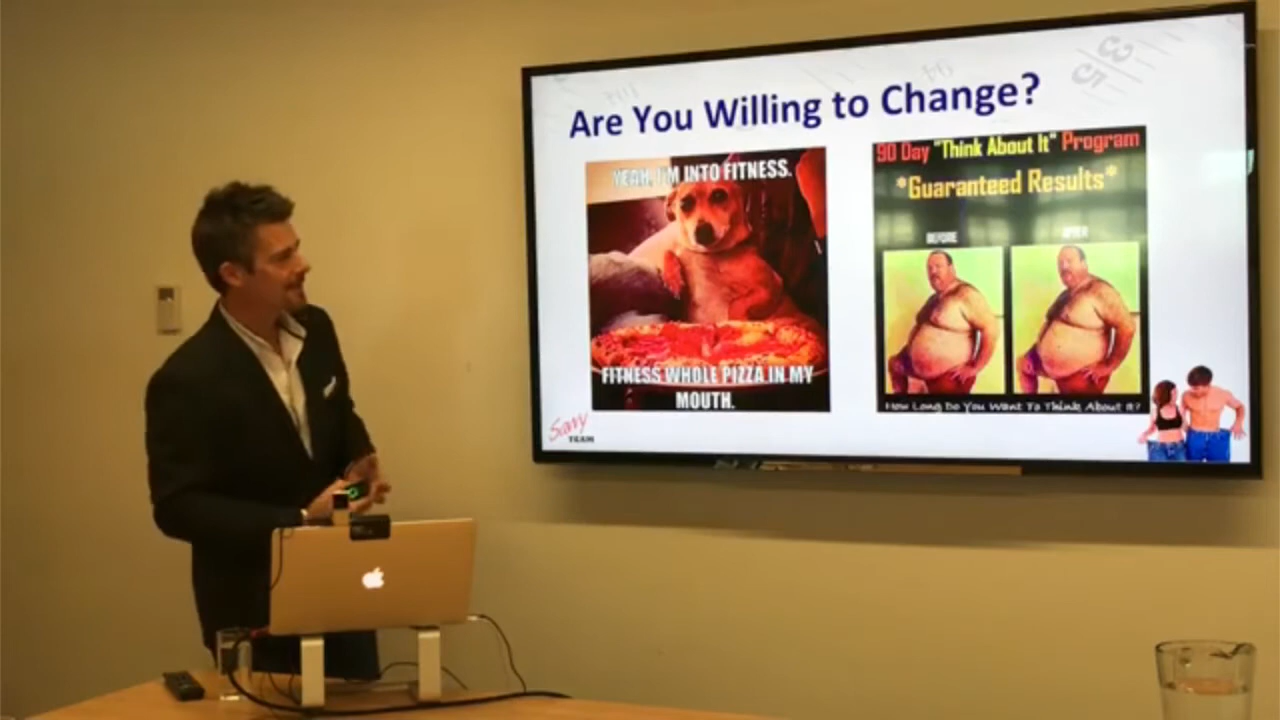 Are You Willing to Change?
YEAH, I'M INTO FITNESS.
FITNESS WHOLE PIZZA IN MY
MOUTH.
90 Day "Think About It" Program
*Guaranteed Results*
BEFORE
AFTER
How Long Do You Want To Think About It?
TEAM
35